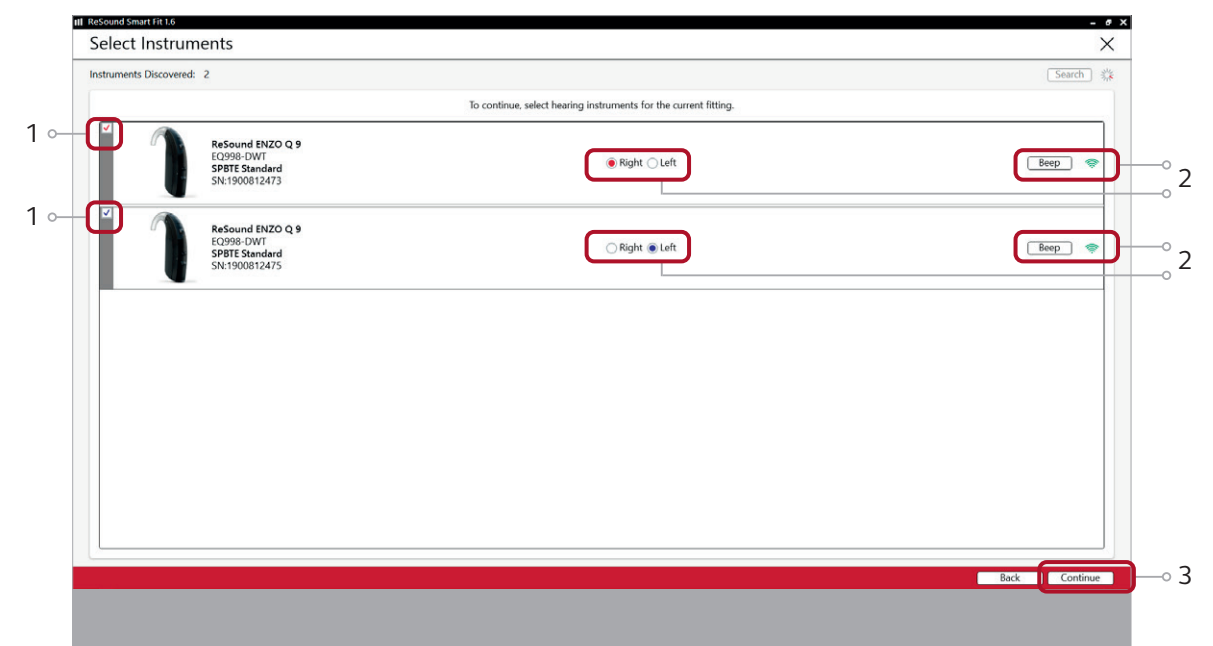 ReSound Smart Fit 1.6
Select Instruments
Instruments Discovered: 2
Search
To continue, select hearing instruments for the current fitting.
1
ReSound ENZO Q 9
EQ998-DWT
SPBTE Standard
SN:1900812473
Right Left
Beep
2
1
ReSound ENZO Q 9
EQ998-DWT
SPBTE Standard
SN:1900812475
Right Left
Beep
2
Back Continue
3